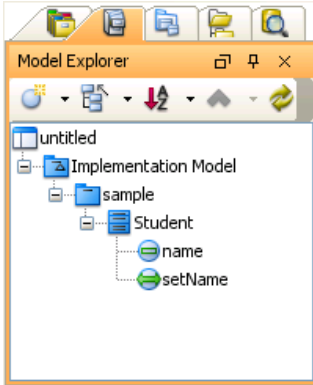 Model Explorer
untitled
Implementation Model
sample
Student
name
setName